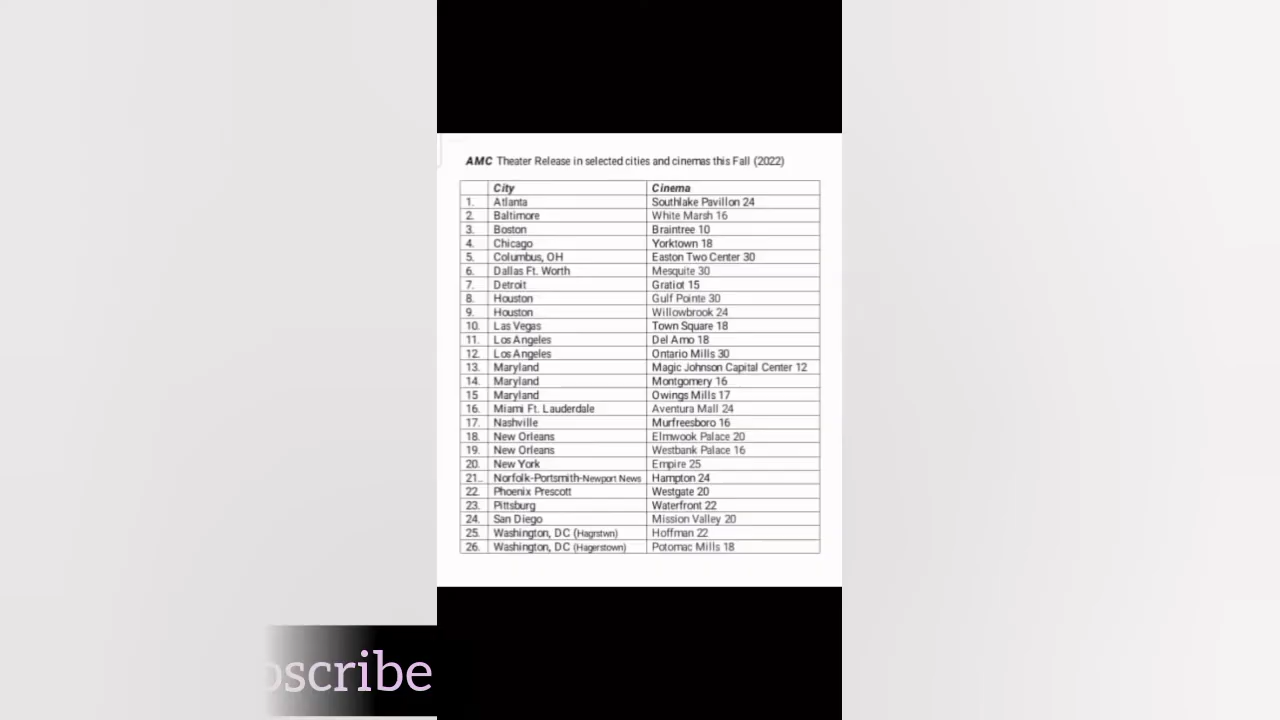 AMC Theater Release in selected cities and cinemas this Fall (2022)
City Cinema
1. Atlanta Southlake Pavillon 24
2. Baltimore White Marsh 16
3. Boston Braintree 10
4. Chicago Yorktown 18
5. Columbus, OH Easton Two Center 30
6. Dallas Ft. Worth Mesquite 30
7. Detroit Gratiot 15
8. Houston Gulf Pointe 30
9. Houston Willowbrook 24
10. Las Vegas Town Square 18
11. Los Angeles Del Amo 18
12. Los Angeles Ontario Mills 30
13. Maryland Magic Johnson Capital Center 12
14. Maryland Montgomery 16
15 Maryland Owings Mills 17
16. Miami Ft. Lauderdale Aventura Mall 24
17. Nashville Murfreesboro 16
18. New Orleans Elmwook Palace 20
19. New Orleans Westbank Palace 16
20. New York Empire 25
21.. Norfolk-Portsmith-Newport News Hampton 24
22. Phoenix Prescott Westgate 20
23. Pittsburg Waterfront 22
24. San Diego Mission Valley 20
25. Washington, DC (Hagrstwn) Hoffman 22
26. Washington, DC (Hagerstown) Potomac Mills 18
bscribe